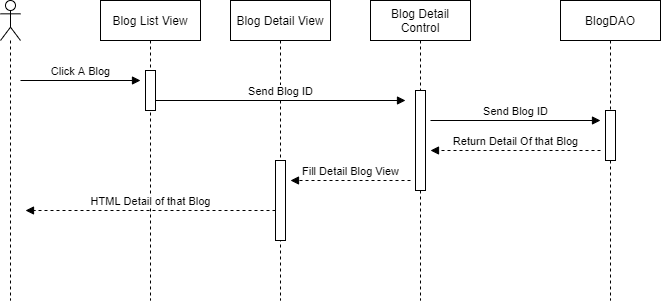 Blog List View
Blog Detail View
Blog Detail
Control
BlogDAO
Click A Blog
Send Blog ID
Send Blog ID
Return Detail Of that Blog
Fill Detail Blog View
HTML Detail of that Blog